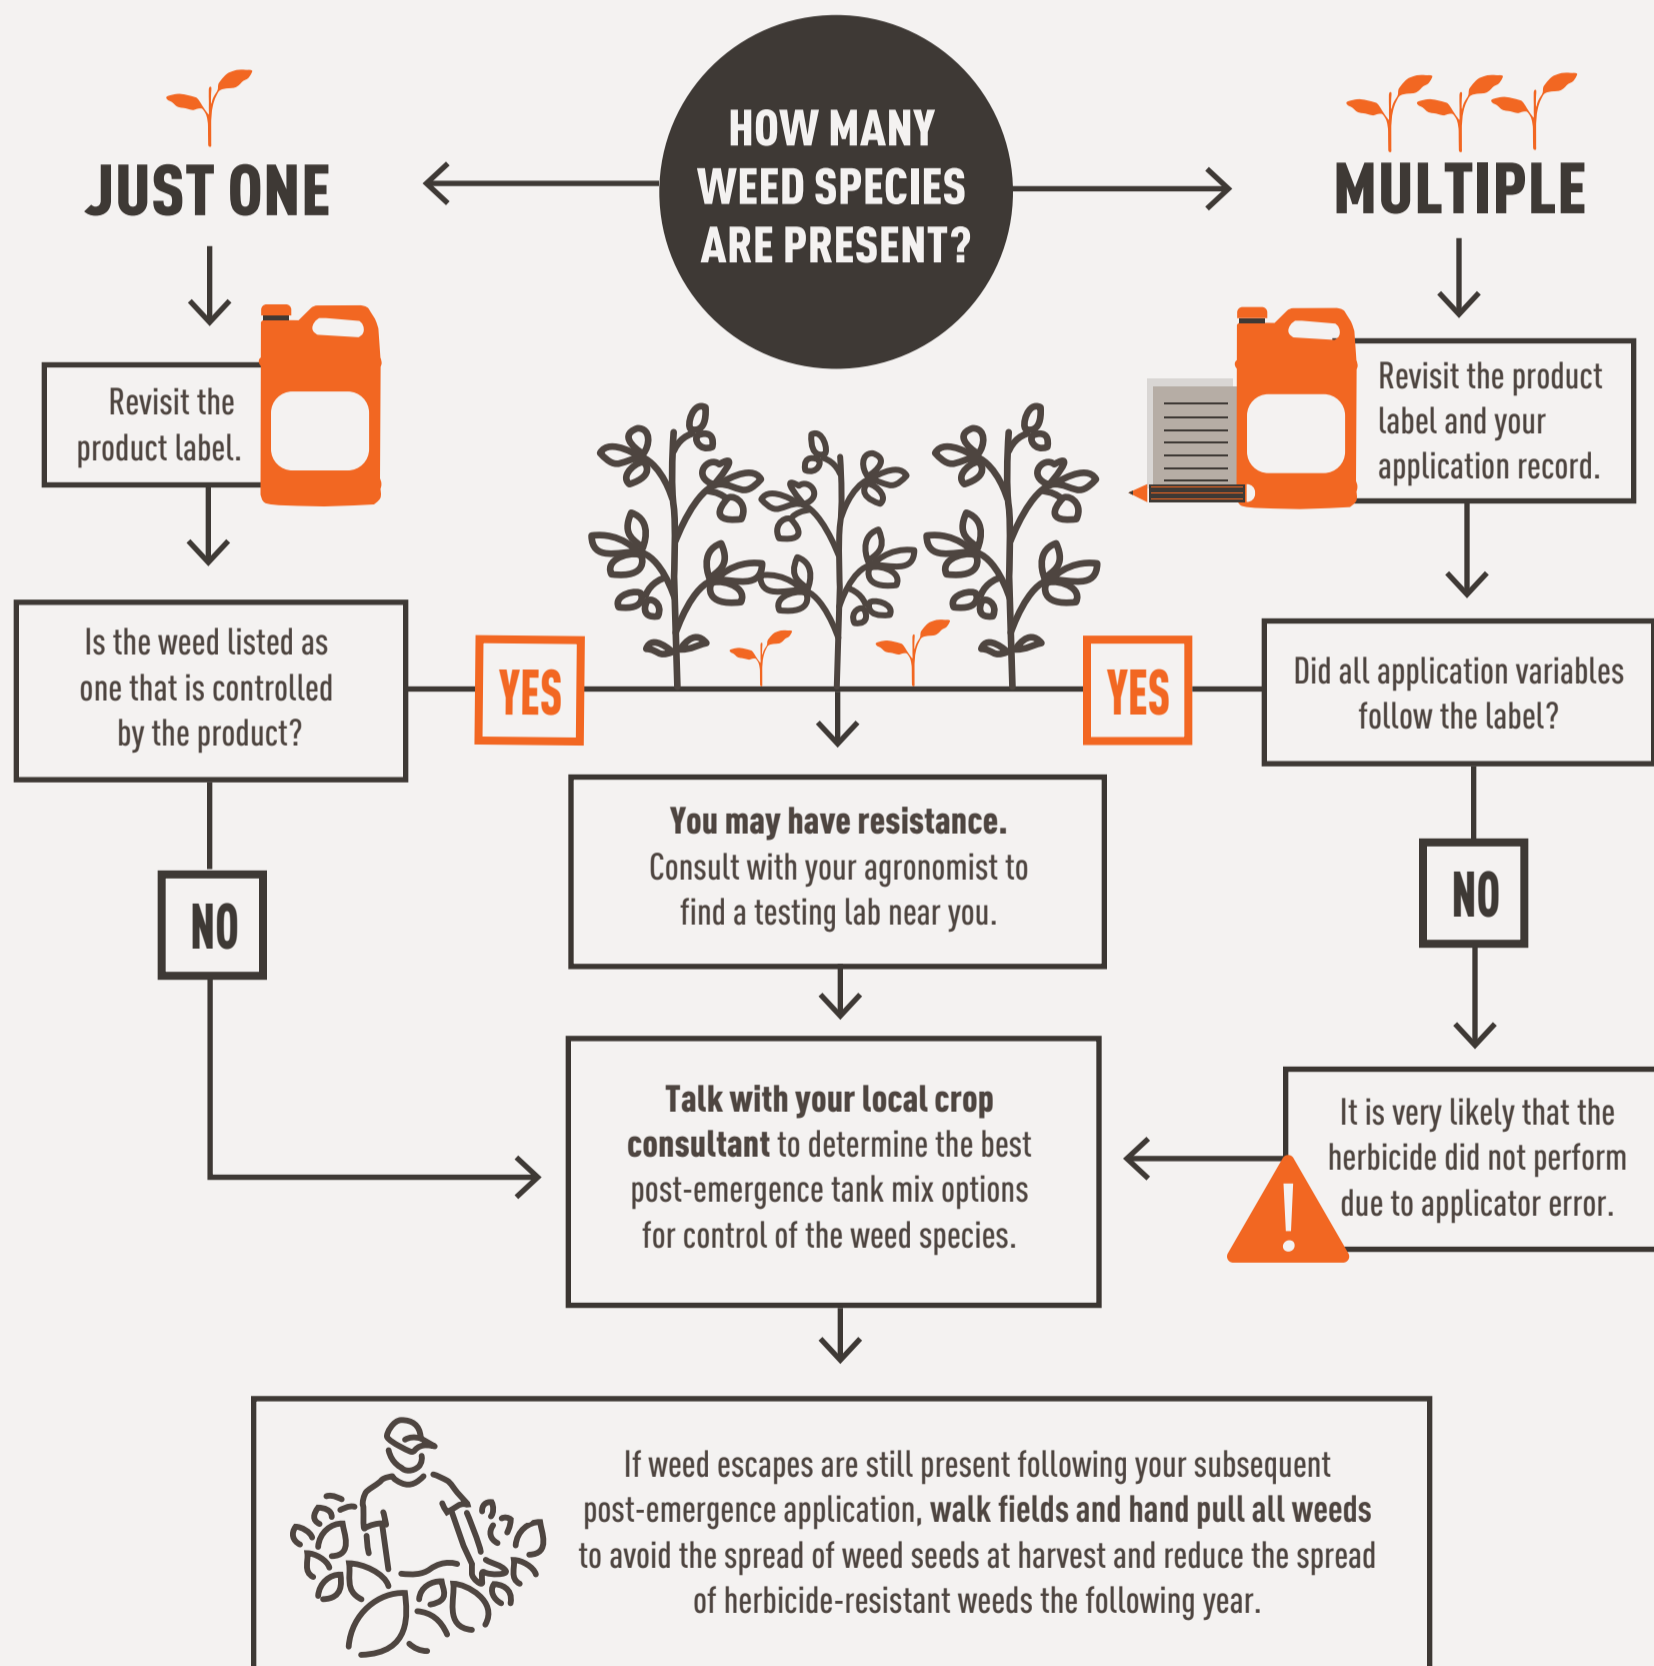 HOW MANY
WEED SPECIES
ARE PRESENT?
JUST ONE
MULTIPLE
Revisit the
product label.
Revisit the product
label and your
application record.
Is the weed listed as
one that is controlled
by the product?
YES
YES
Did all application variables
follow the label?
You may have resistance.
Consult with your agronomist to
find a testing lab near you.
NO
NO
Talk with your local crop
consultant to determine the best
post-emergence tank mix options
for control of the weed species.
It is very likely that the
herbicide did not perform
due to applicator error.
!
If weed escapes are still present following your subsequent
post-emergence application, walk fields and hand pull all weeds
to avoid the spread of weed seeds at harvest and reduce the spread
of herbicide-resistant weeds the following year.